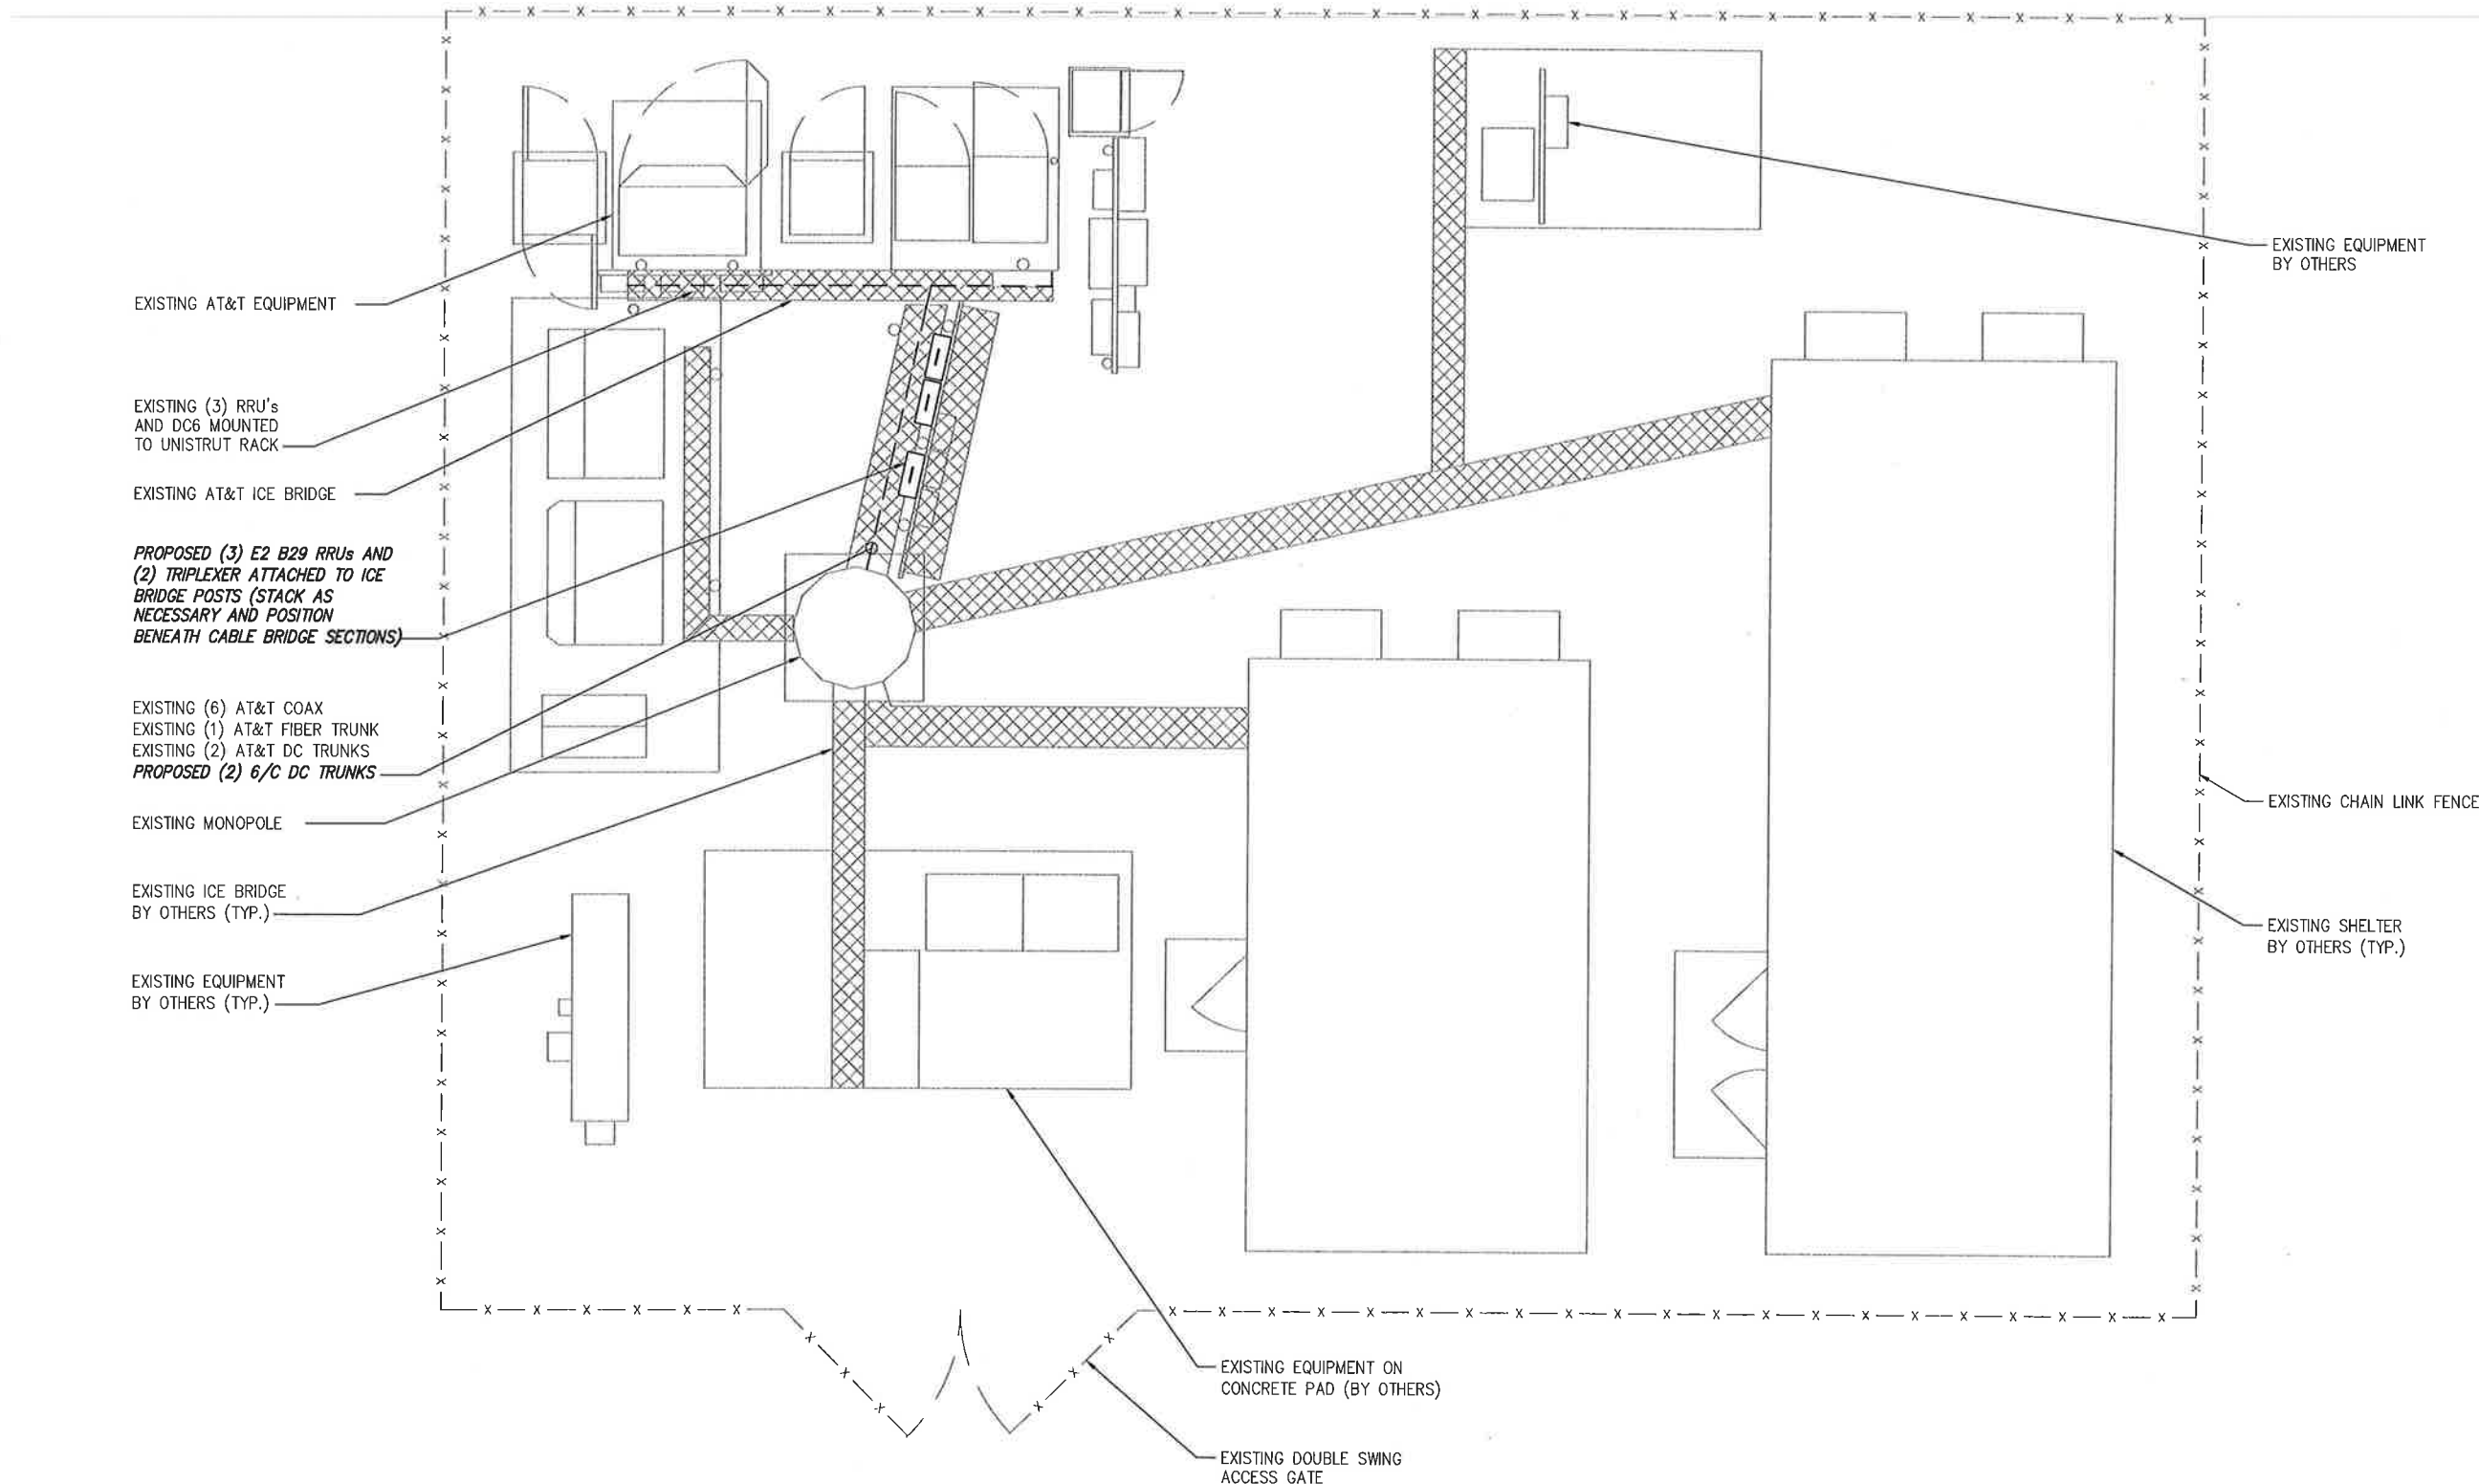 EXISTING AT&T EQUIPMENT
EXISTING (3) RRU's
AND DC6 MOUNTED
TO UNISTRUT RACK
EXISTING AT&T ICE BRIDGE
PROPOSED (3) E2 B29 RRUs AND
(2) TRIPLEXER ATTACHED TO ICE
BRIDGE POSTS (STACK AS
NECESSARY AND POSITION
BENEATH CABLE BRIDGE SECTIONS)
EXISTING (6) AT&T COAX
EXISTING (1) AT&T FIBER TRUNK
EXISTING (2) AT&T DC TRUNKS
PROPOSED (2) 6/C DC TRUNKS
EXISTING MONOPOLE
EXISTING ICE BRIDGE
BY OTHERS (TYP.)
EXISTING EQUIPMENT
BY OTHERS (TYP.)
EXISTING EQUIPMENT
BY OTHERS
EXISTING CHAIN LINK FENCE
EXISTING SHELTER
BY OTHERS (TYP.)
EXISTING EQUIPMENT ON
CONCRETE PAD (BY OTHERS)
EXISTING DOUBLE SWING
ACCESS GATE